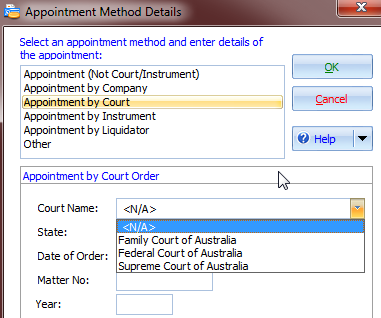 Appointment Method Details
Select an appointment method and enter details of
the appointment:
Appointment (Not Court/Instrument)
Appointment by Company
Appointment by Court
Appointment by Instrument
Appointment by Liquidator
Other
OK
Cancel
Help
Appointment by Court Order
Court Name: <N/A>
<N/A>
State:
Family Court of Australia
Date of Order: Federal Court of Australia
Supreme Court of Australia
Matter No:
Year: